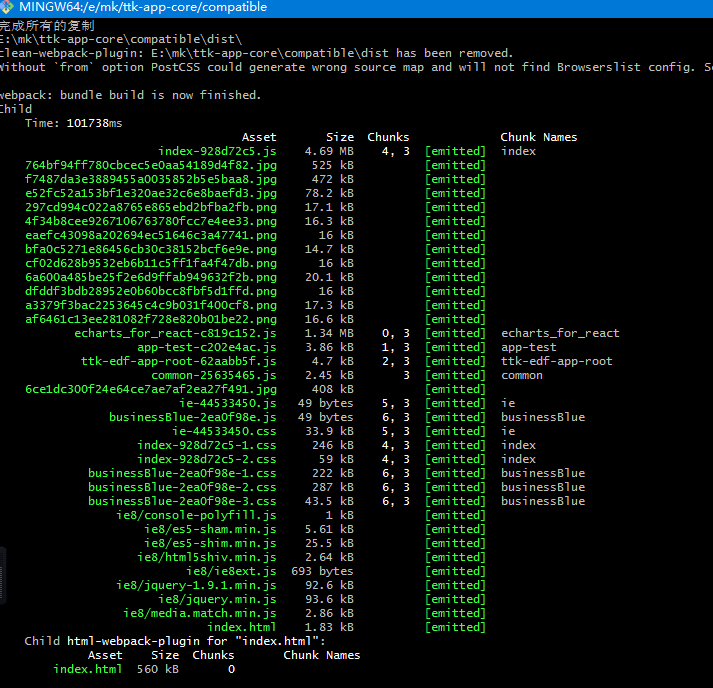 MINGW64:/e/mk/ttk-app-core/compatible
完成所有的复制
E:\mk\ttk-app-core\compatible\dist\
clean-webpack-plugin: E:\mk\ttk-app-core\compatible\dist has been removed.
Without `from` option PostCSS could generate wrong source map and will not find Browserslist config. Se
webpack: bundle build is now finished.
Child
Time: 101738ms
Asset Size Chunks Chunk Names
index-928d72c5.js 4.69 MB 4, 3 [emitted] index
764bf94ff780cbcec5e0aa54189d4f82.jpg 525 kB [emitted]
f7487da3e3889455a0035852b5e5baa8.jpg 472 kB [emitted]
e52fc52a153bf1e320ae32c6e8baefd3.jpg 78.2 kB [emitted]
297cd994c022a8765e865ebd2bfba2fb.png 17.1 kB [emitted]
4f34b8cee9267106763780fcc7e4ee33.png 16.3 kB [emitted]
eaefc43098a202694ec51646c3a47741.png 16 kB [emitted]
bfa0c5271e86456cb30c38152bcf6e9e.png 14.7 kB [emitted]
cf02d628b9532eb6b11c5ff1fa4f47db.png 16 kB [emitted]
6a600a485be25f2e6d9ffab949632f2b.png 20.1 kB [emitted]
dfddf3bdb28952e0b60bcc8fbf5d1ffd.png 16 kB [emitted]
a3379f3bac2253645c4c9b031f400cf8.png 17.3 kB [emitted]
af6461c13ee281082f728e820b01be22.png 16.6 kB [emitted]
echarts_for_react-c819c152.js 1.34 MB 0, 3 [emitted] echarts_for_react
app-test-c202e4ac.js 3.86 kB 1, 3 [emitted] app-test
ttk-edf-app-root-62aabb5f.js 4.7 kB 2, 3 [emitted] ttk-edf-app-root
common-25635465.js 2.45 kB 3 [emitted] common
6ce1dc300f24e64ce7ae7af2ea27f491.jpg 408 kB [emitted]
ie-44533450.js 49 bytes 5, 3 [emitted] ie
businessBlue-2ea0f98e.js 49 bytes 6, 3 [emitted] businessBlue
ie-44533450.css 33.9 kB 5, 3 [emitted] ie
index-928d72c5-1.css 246 kB 4, 3 [emitted] index
index-928d72c5-2.css 59 kB 4, 3 [emitted] index
businessBlue-2ea0f98e-1.css 222 kB 6, 3 [emitted] businessBlue
businessBlue-2ea0f98e-2.css 287 kB 6, 3 [emitted] businessBlue
businessBlue-2ea0f98e-3.css 43.5 kB 6, 3 [emitted] businessBlue
ie8/console-polyfill.js 1 kB [emitted]
ie8/es5-sham.min.js 5.61 kB [emitted]
ie8/es5-shim.min.js 25.5 kB [emitted]
ie8/html5shiv.min.js 2.64 kB [emitted]
ie8/ie8ext.js 693 bytes [emitted]
ie8/jquery-1.9.1.min.js 92.6 kB [emitted]
ie8/jquery.min.js 93.6 kB [emitted]
ie8/media.match.min.js 2.86 kB [emitted]
index.html 1.83 kB [emitted]
Child html-webpack-plugin for "index.html":
Asset Size Chunks Chunk Names
index.html 560 kB 0